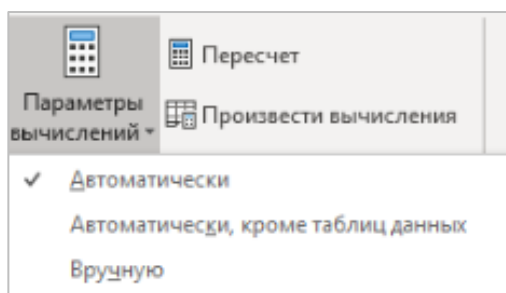 Параметры
вычислений
Пересчет
Произвести вычисления
Автоматически
Автоматически, кроме таблиц данных
Вручную